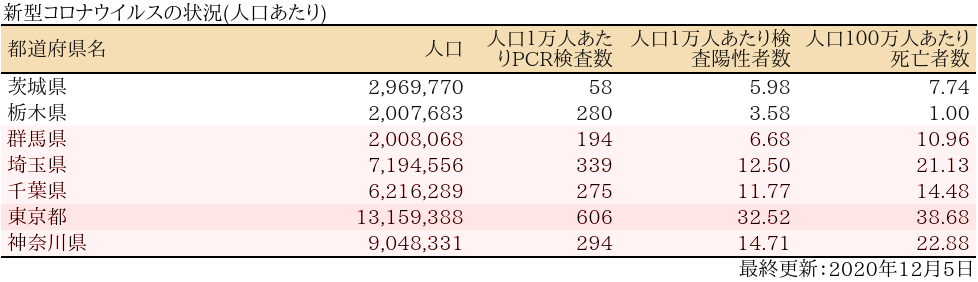 新型コロナウイルスの状況(人口あたり)
都道府県名 人口 人口1万人あたりPCR検査数 人口1万人あたり検査陽性者数 人口100万人あたり死亡者数
茨城県 2,969,770 58 5.98 7.74
栃木県 2,007,683 280 3.58 1.00
群馬県 2,008,068 194 6.68 10.96
埼玉県 7,194,556 339 12.50 21.13
千葉県 6,216,289 275 11.77 14.48
東京都 13,159,388 606 32.52 38.68
神奈川県 9,048,331 294 14.71 22.88
最終更新：2020年12月5日